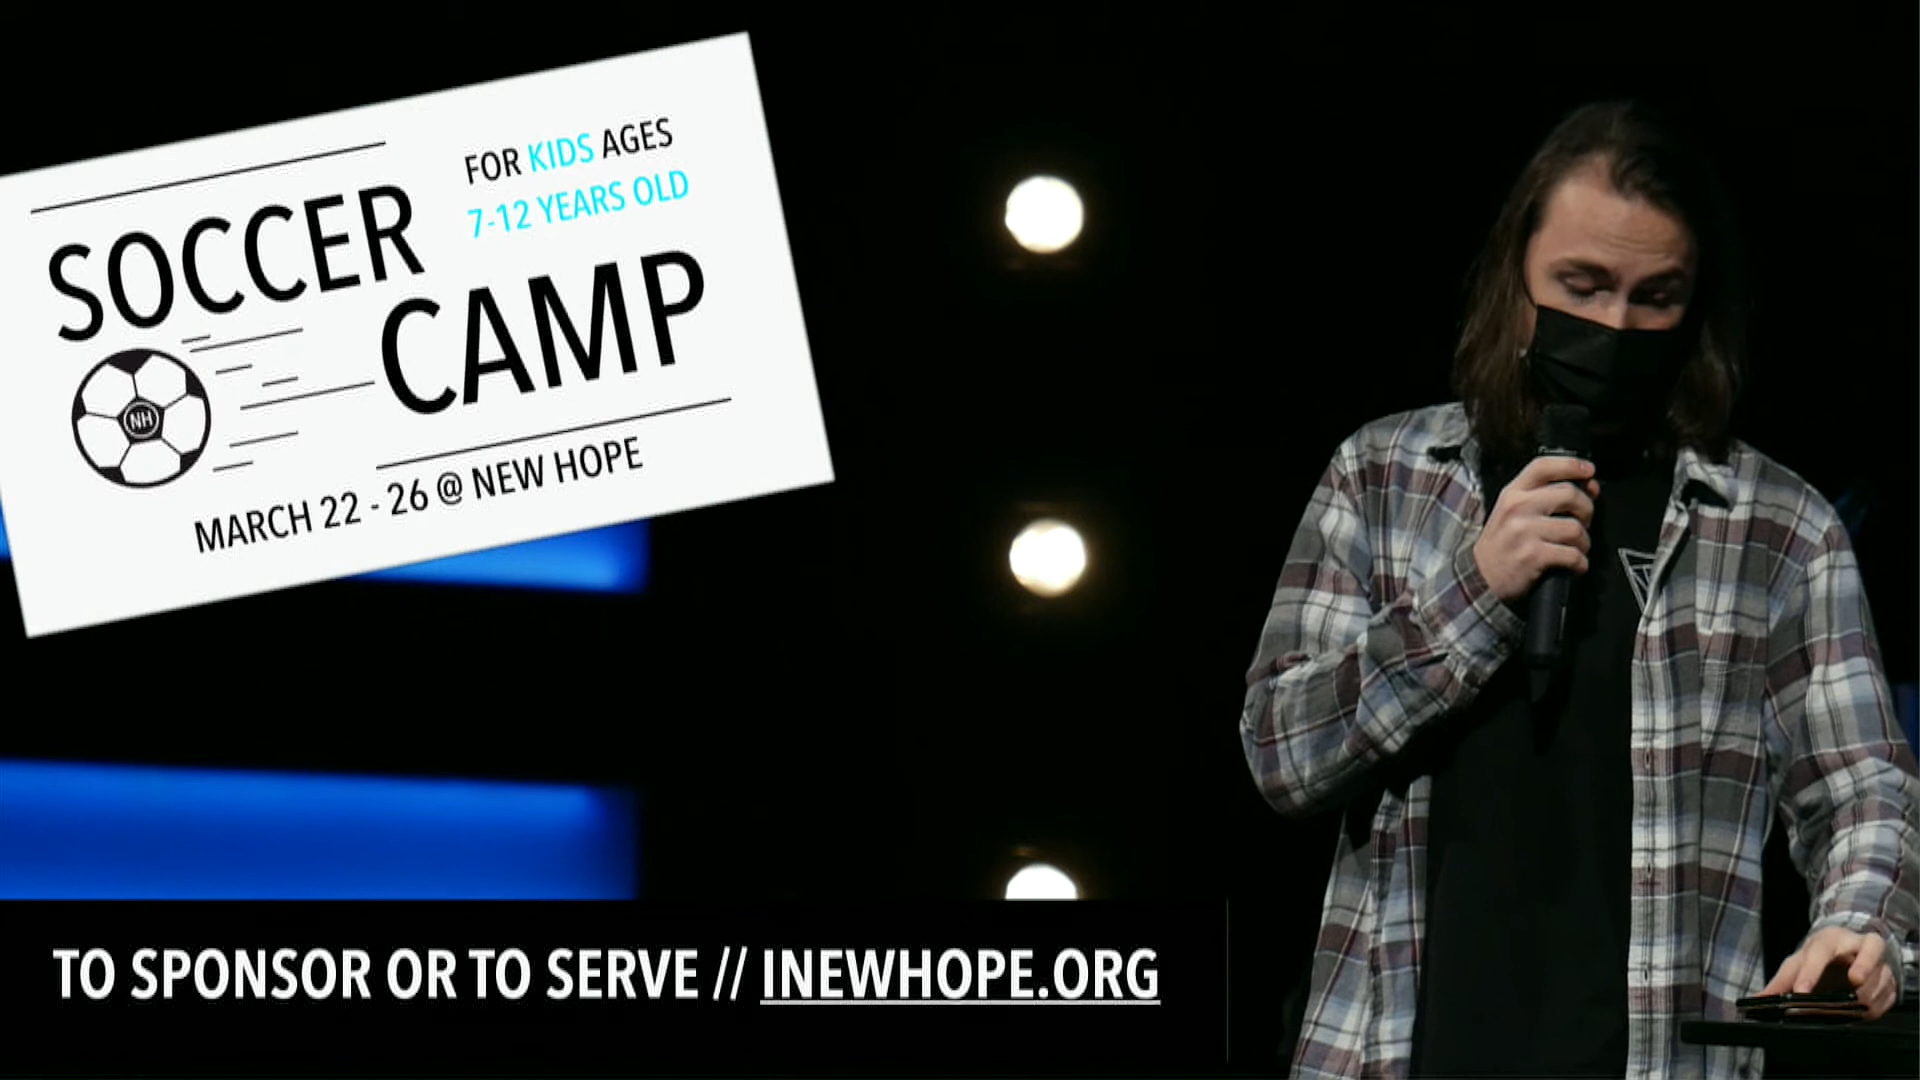 FOR KIDS AGES
7-12 YEARS OLD
SOCCER
CAMP
NH
MARCH 22 - 26 @ NEW HOPE
TO SPONSOR OR TO SERVE // INEWHOPE.ORG